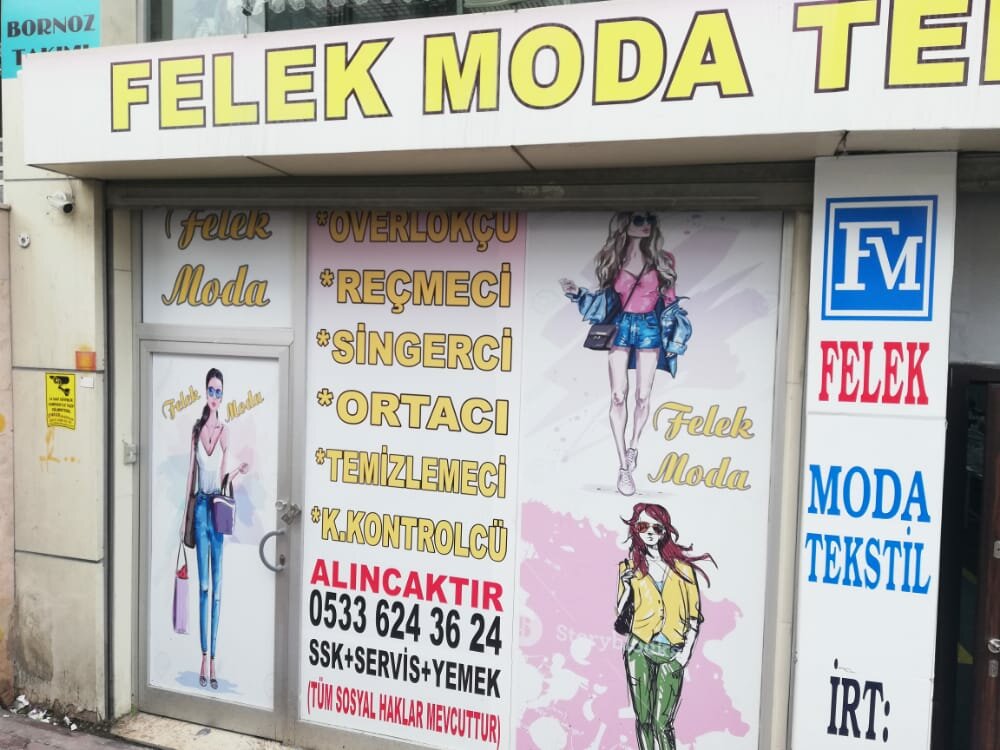 BORNOZ
TAKIMI
FELEK MODA TE
Felek
Moda
Felek
Moda
*OVERLOKÇU
*REÇMECİ
*SİNGERCİ
*ORTACI
*TEMİZLEMECİ
*K.KONTROLCÜ
ALINCAKTIR
0533 624 36 24
SSK+SERVİS+YEMEK
(TÜM SOSYAL HAKLAR MEVCUTTUR)
Felek
Moda
FM
FELEK
MODA
TEKSTİL
İRT: